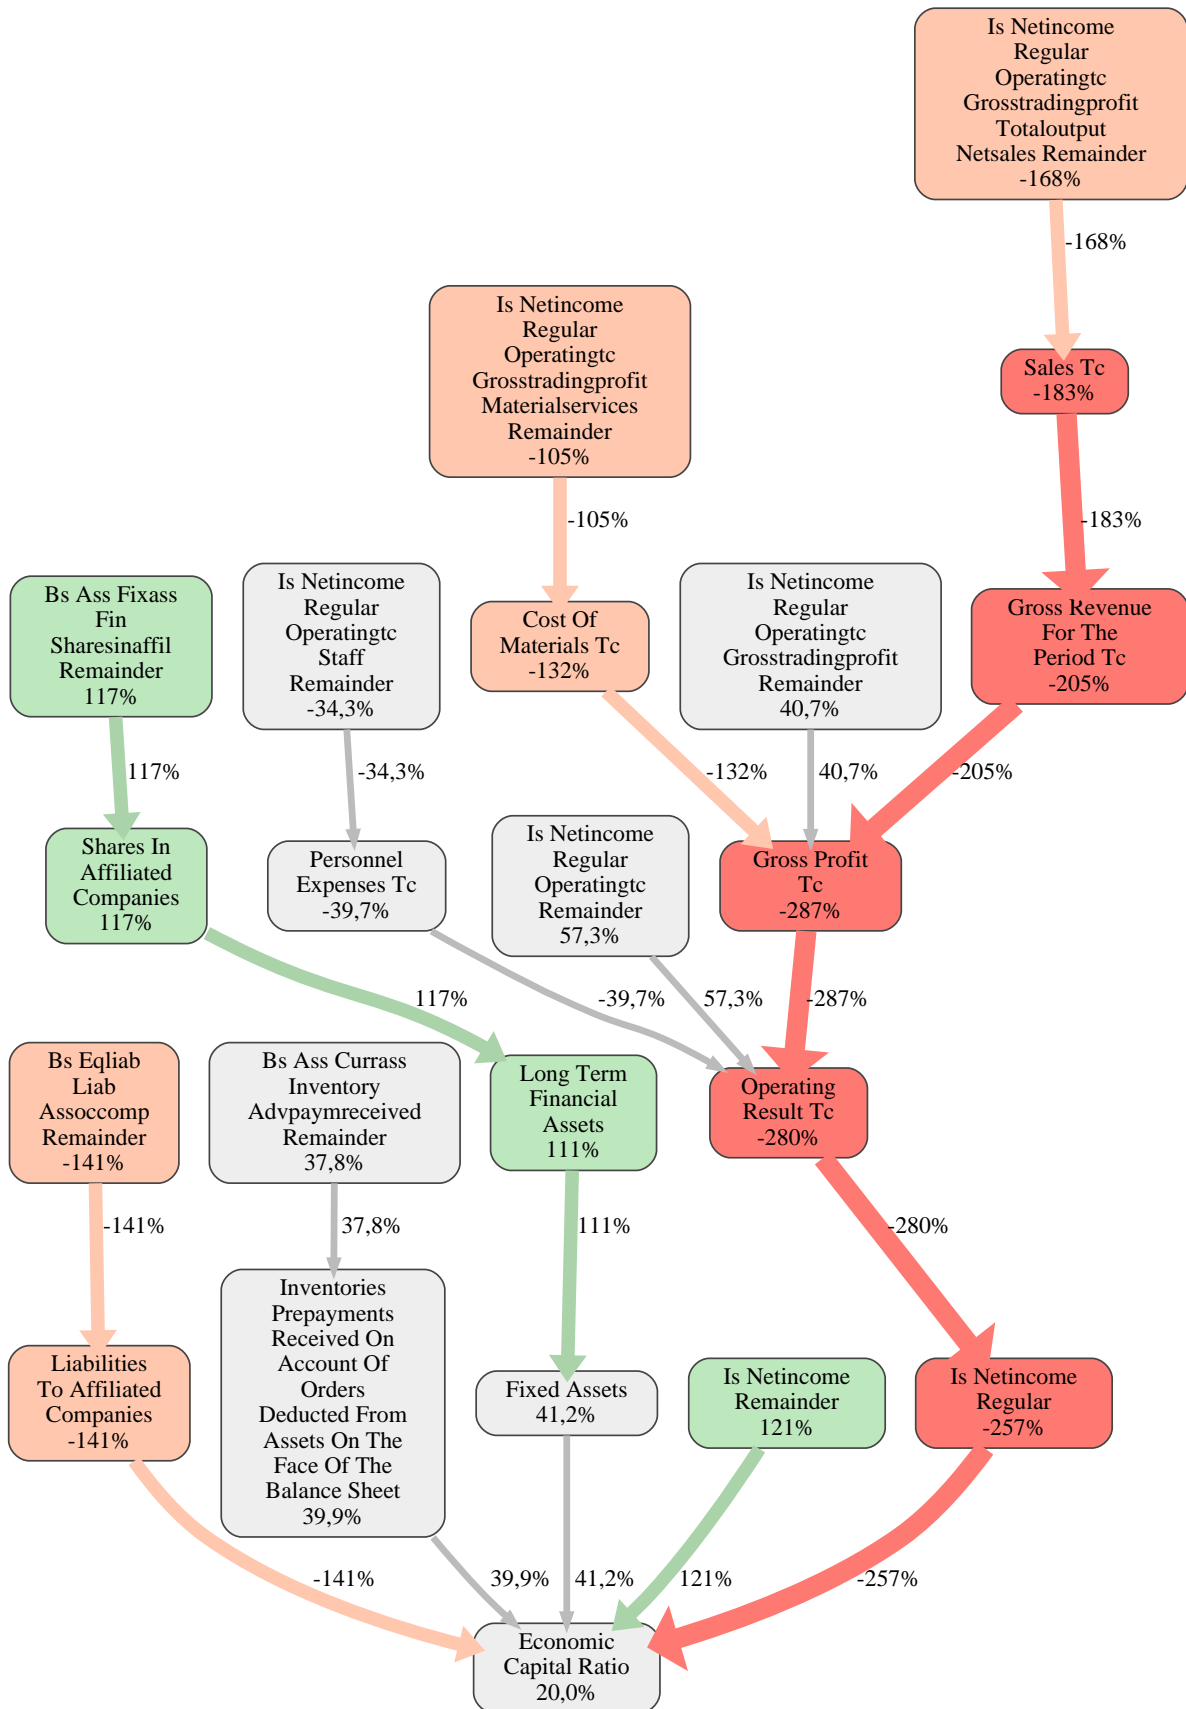 Is Netincome
Regular
Operatingtc
Grosstradingprofit
Totaloutput
Netsales Remainder
-168%
-168%
Is Netincome
Regular
Operatingtc
Grosstradingprofit
Materialservices
Remainder
-105%
Sales Tc
-183%
-105%
-183%
Bs Ass Fixass
Fin
Sharesinaffil
Remainder
117%
Is Netincome
Regular
Operatingtc
Staff
Remainder
-34,3%
Cost Of
Materials Tc
-132%
Is Netincome
Regular
Operatingtc
Grosstradingprofit
Remainder
40,7%
Gross Revenue
For The
Period Tc
-205%
117%
-34,3%
-132%
40,7%
-205%
Shares In
Affiliated
Companies
117%
Personnel
Expenses Tc
-39,7%
Is Netincome
Regular
Operatingtc
Remainder
57,3%
Gross Profit
Tc
-287%
117%
-39,7%
57,3%
-287%
Bs Eqliab
Liab
Assoccomp
Remainder
-141%
Bs Ass Currass
Inventory
Advpaymreceived
Remainder
37,8%
Long Term
Financial
Assets
111%
Operating
Result Tc
-280%
-141%
37,8%
111%
-280%
Liabilities
To Affiliated
Companies
-141%
Inventories
Prepayments
Received On
Account Of
Orders
Deducted From
Assets On The
Face Of The
Balance Sheet
39,9%
Fixed Assets
41,2%
Is Netincome
Remainder
121%
Is Netincome
Regular
-257%
-141%
39,9%
41,2%
121%
-257%
Economic
Capital Ratio
20,0%